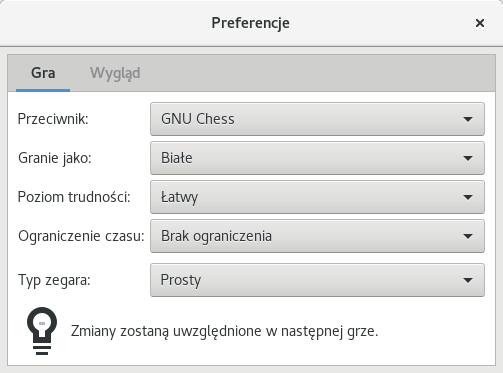 Preferencje
Gra Wygląd
Przeciwnik: GNU Chess
Granie jako: Białe
Poziom trudności: Łatwy
Ograniczenie czasu: Brak ograniczenia
Typ zegara: Prosty
Zmiany zostaną uwzględnione w następnej grze.